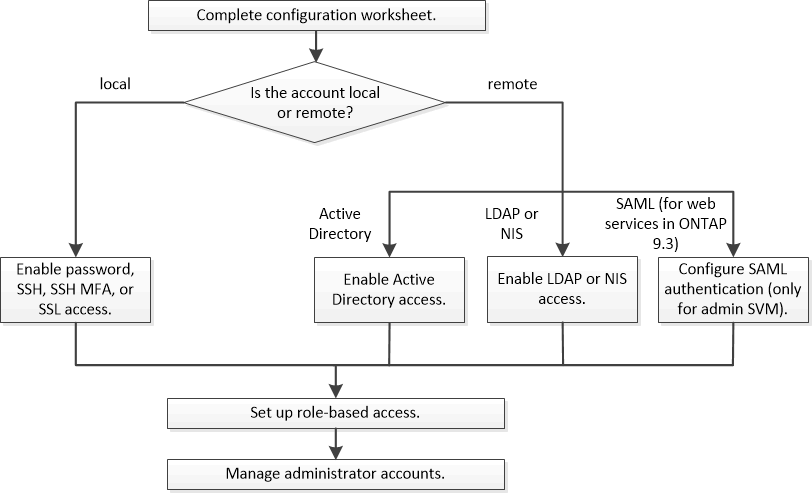 Complete configuration worksheet.
local
Is the account local
or remote?
remote
Active
Directory
LDAP or
NIS
SAML (for web
services in ONTAP
9.3)
Enable password,
SSH, SSH MFA, or
SSL access.
Enable Active
Directory access.
Enable LDAP or NIS
access.
Configure SAML
authentication (only
for admin SVM).
Set up role-based access.
Manage administrator accounts.